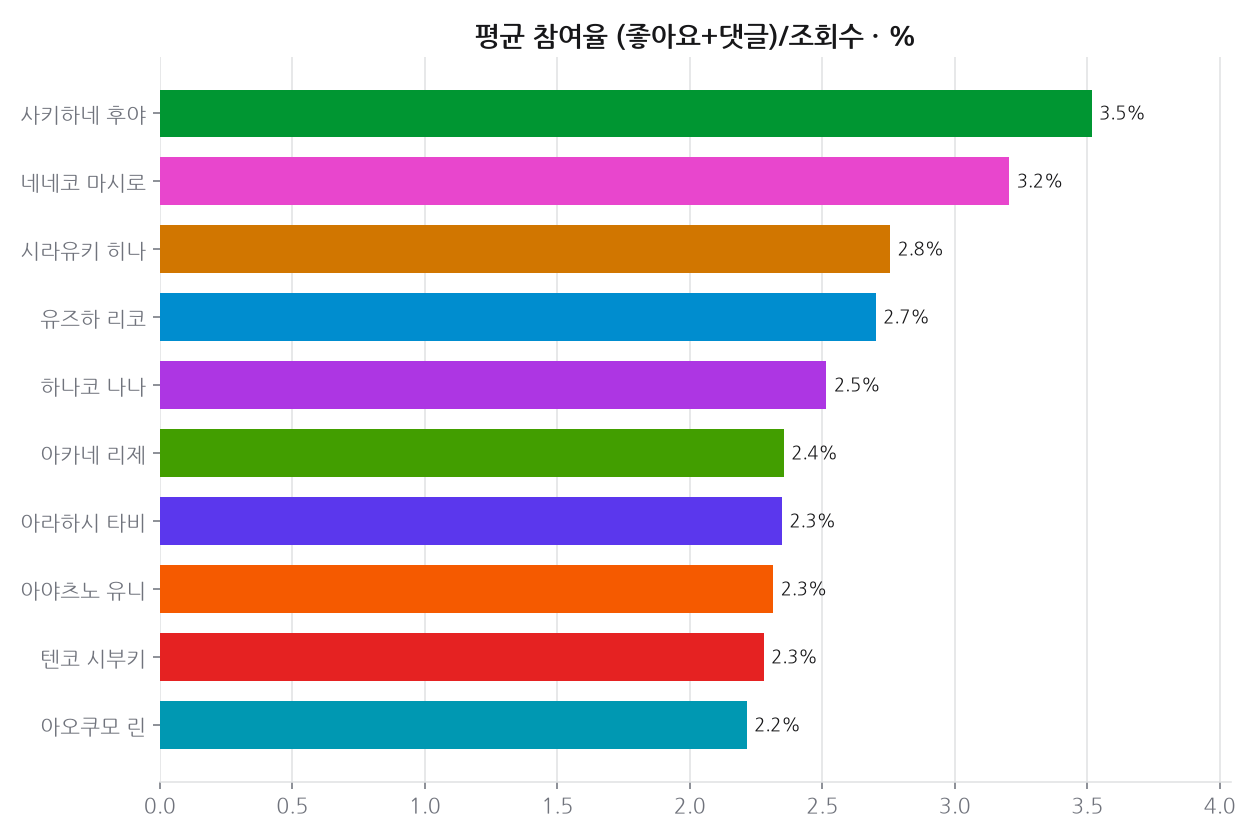 평균 참여율 (좋아요+댓글)/조회수 · %
사키하네 후야 3.5%
네네코 마시로 3.2%
시라유키 히나 2.8%
유즈하 리코 2.7%
하나코 나나 2.5%
아카네 리제 2.4%
아라하시 타비 2.3%
아야츠노 유니 2.3%
텐코 시부키 2.3%
아오쿠모 린 2.2%
0.0 0.5 1.0 1.5 2.0 2.5 3.0 3.5 4.0